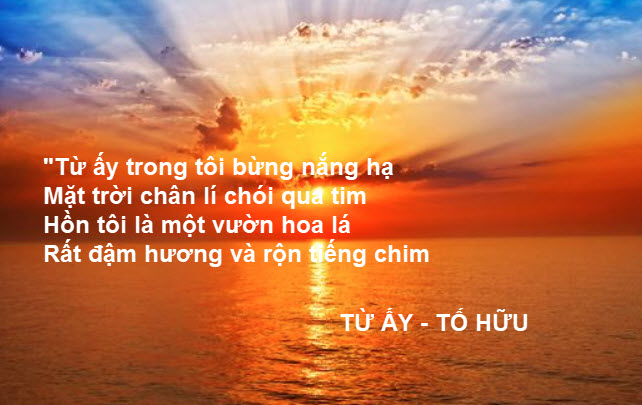 "Từ ấy trong tôi bừng nắng hạ
Mặt trời chân lí chói qua tim
Hồn tôi là một vườn hoa lá
Rất đậm hương và rộn tiếng chim
TỪ ẤY - TỐ HỮU